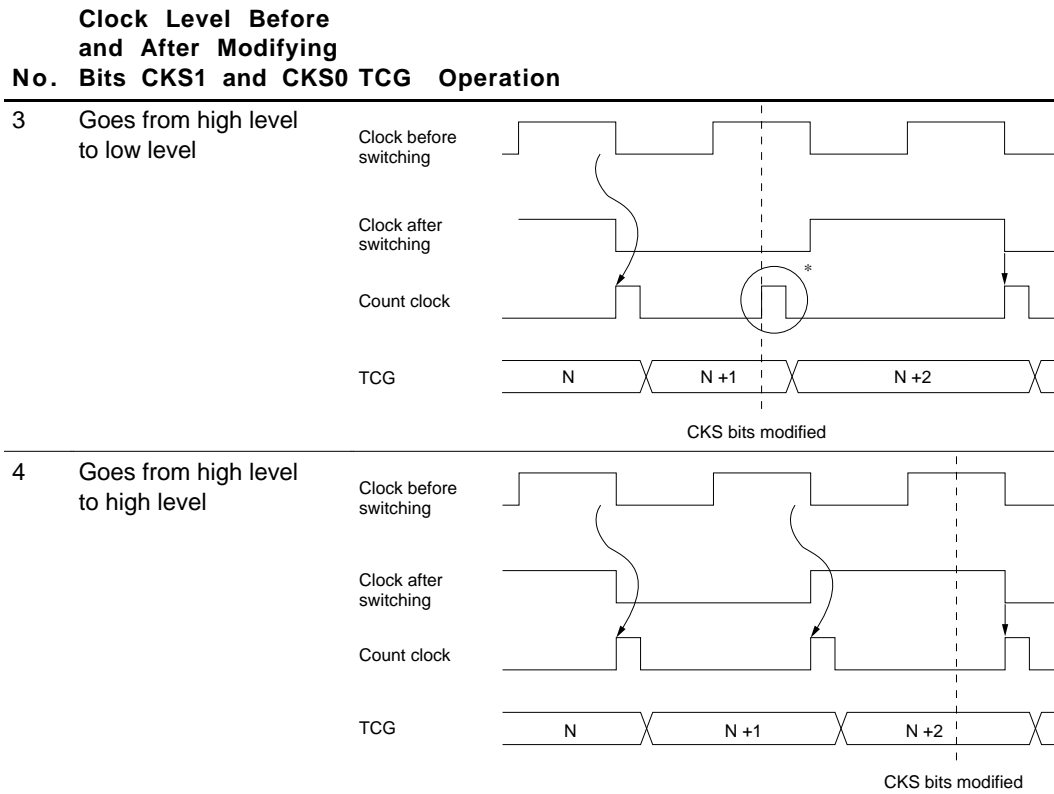 Clock Level Before
and After Modifying
No. Bits CKS1 and CKS0 TCG Operation
3 Goes from high level
to low level
Clock before
switching
Clock after
switching
*
Count clock
TCG N N +1 N +2
CKS bits modified
4 Goes from high level
to high level
Clock before
switching
Clock after
switching
Count clock
TCG N N +1 N +2
CKS bits modified